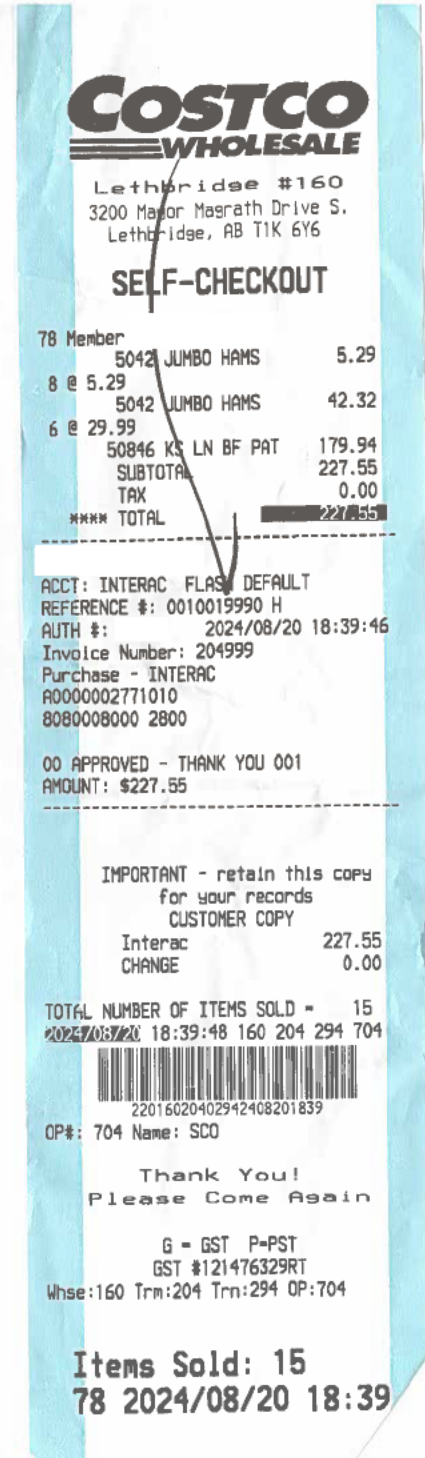 COSTCO
WHOLESALE
Lethbridge #160
3200 Mayor Magrath Drive S.
Lethbridge, AB T1K 6Y6
SELF-CHECKOUT
78 Member
5042 JUMBO HAMS 5.29
8 @ 5.29
5042 JUMBO HAMS 42.32
6 @ 29.99
50846 KS LN BF PAT 179.94
SUBTOTAL 227.55
TAX 0.00
**** TOTAL 227.55
ACCT: INTERAC FLASH DEFAULT
REFERENCE #: 0010019990 H
AUTH #: 2024/08/20 18:39:46
Invoice Number: 204999
Purchase - INTERAC
A0000002771010
8080008000 2800
00 APPROVED - THANK YOU 001
AMOUNT: $227.55
IMPORTANT - retain this copy
for your records
CUSTOMER COPY
Interac 227.55
CHANGE 0.00
TOTAL NUMBER OF ITEMS SOLD = 15
2024/08/20 18:39:48 160 204 294 704
22016020402942408201839
OP#: 704 Name: SCO
Thank You!
Please Come Again
G = GST P=PST
GST #121476329RT
Whse:160 Trm:204 Trn:294 OP:704
Items Sold: 15
78 2024/08/20 18:39